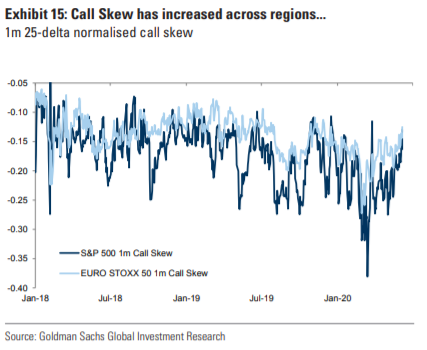 Exhibit 15: Call Skew has increased across regions...
1m 25-delta normalised call skew
-0.05
-0.10
-0.15
-0.20
-0.25
-0.30
-0.35
-0.40
S&P 500 1m Call Skew
EURO STOXX 50 1m Call Skew
Jan-18 Jul-18 Jan-19 Jul-19 Jan-20
Source: Goldman Sachs Global Investment Research